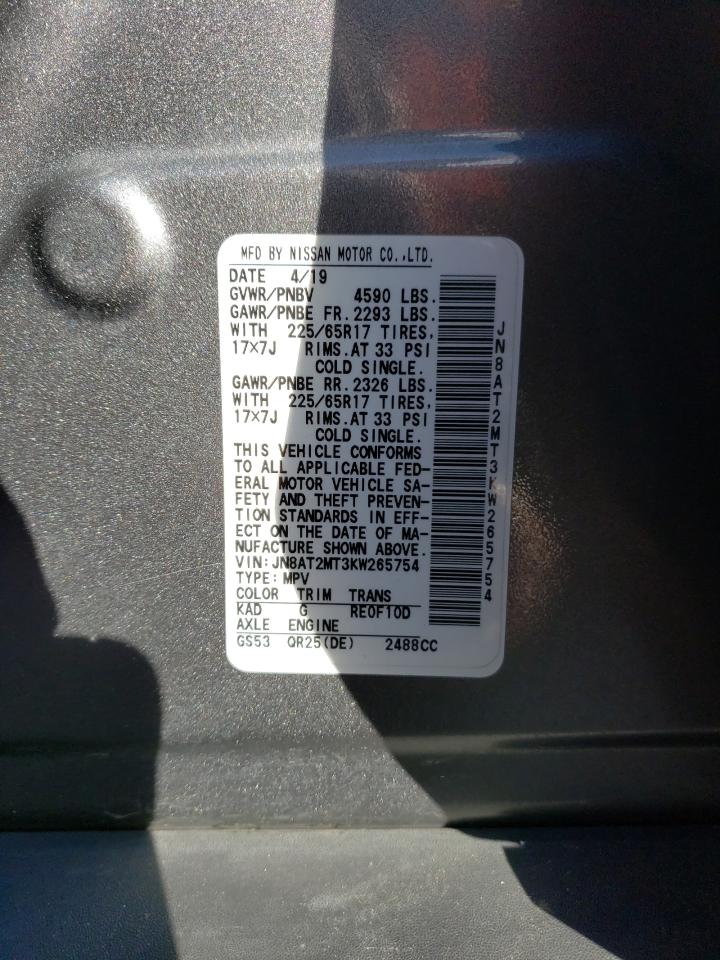 MFD BY NISSAN MOTOR CO.,LTD.
DATE 4/19
GVWR/PNBV 4590 LBS.
GAWR/PNBE FR. 2293 LBS.
WITH 225/65R17 TIRES,
17×7J RIMS. AT 33 PSI
COLD SINGLE.
GAWR/PNBE RR. 2326 LBS.
WITH 225/65R17 TIRES,
17×7J RIMS. AT 33 PSI
COLD SINGLE.
THIS VEHICLE CONFORMS
TO ALL APPLICABLE FED-
ERAL MOTOR VEHICLE SA-
FETY AND THEFT PREVEN-
TION STANDARDS IN EFF-
ECT ON THE DATE OF MA-
NUFACTURE SHOWN ABOVE.
VIN: JN8AT2MT3KW265754
TYPE: MPV
COLOR TRIM TRANS
KAD G RE0F10D
AXLE ENGINE
GS53 QR25(DE) 2488CC
JN8AT2MT3KW265754